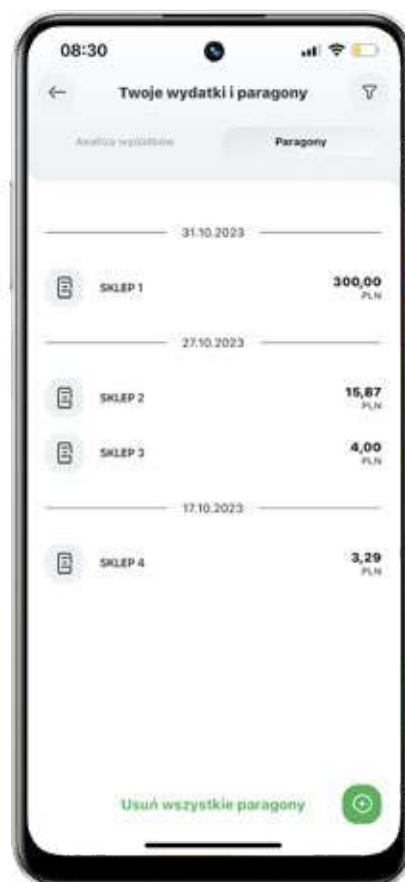 08:30
Twoje wydatki i paragony
Analiza wydatków
Paragony
31.10.2023
SKLEP 1
300,00
PLN
27.10.2023
SKLEP 2
15,87
PLN
SKLEP 3
4,00
PLN
17.10.2023
SKLEP 4
3,29
PLN
Usuń wszystkie paragony